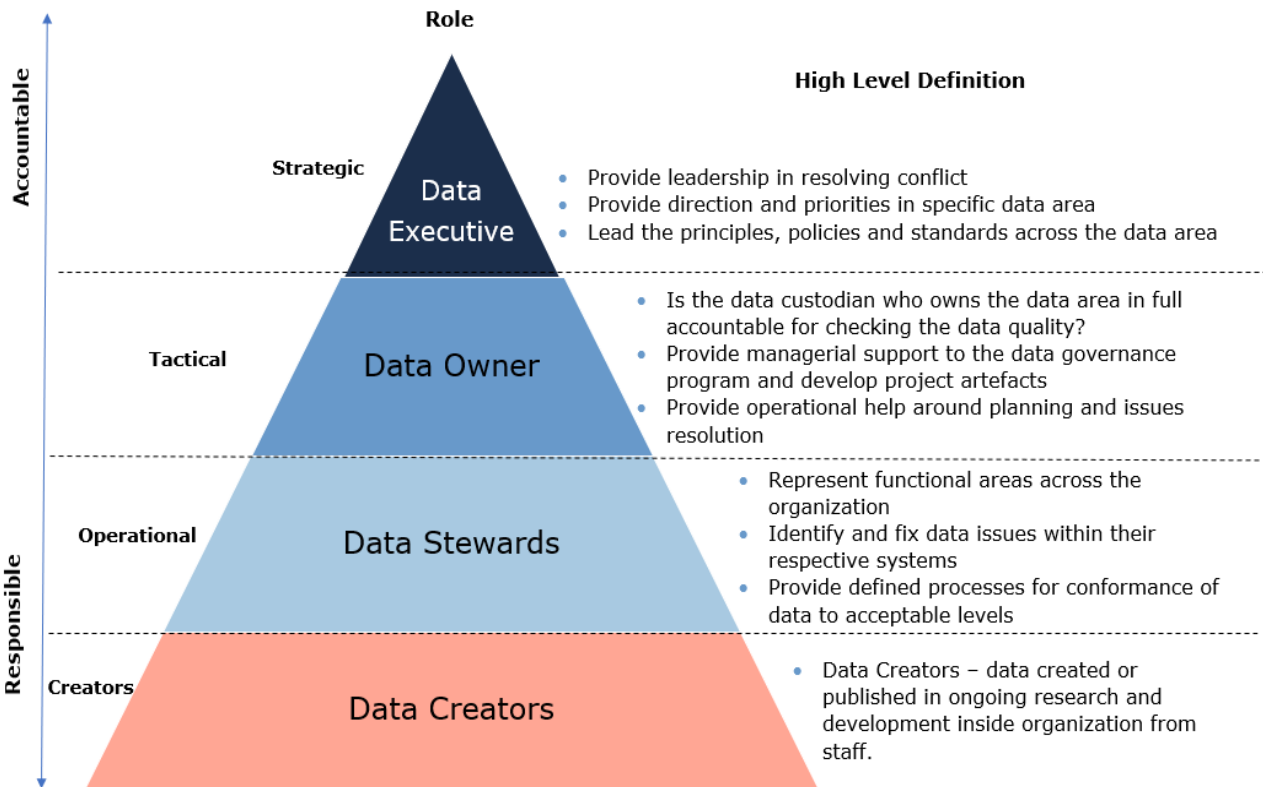 Role
High Level Definition
Accountable
Strategic
Data
Executive
• Provide leadership in resolving conflict
• Provide direction and priorities in specific data area
• Lead the principles, policies and standards across the data area
Tactical
Data Owner
• Is the data custodian who owns the data area in full
accountable for checking the data quality?
• Provide managerial support to the data governance
program and develop project artefacts
• Provide operational help around planning and issues
resolution
Operational
Data Stewards
• Represent functional areas across the
organization
• Identify and fix data issues within their
respective systems
• Provide defined processes for conformance of
data to acceptable levels
Responsible
Creators
Data Creators
• Data Creators – data created or
published in ongoing research and
development inside organization from
staff.